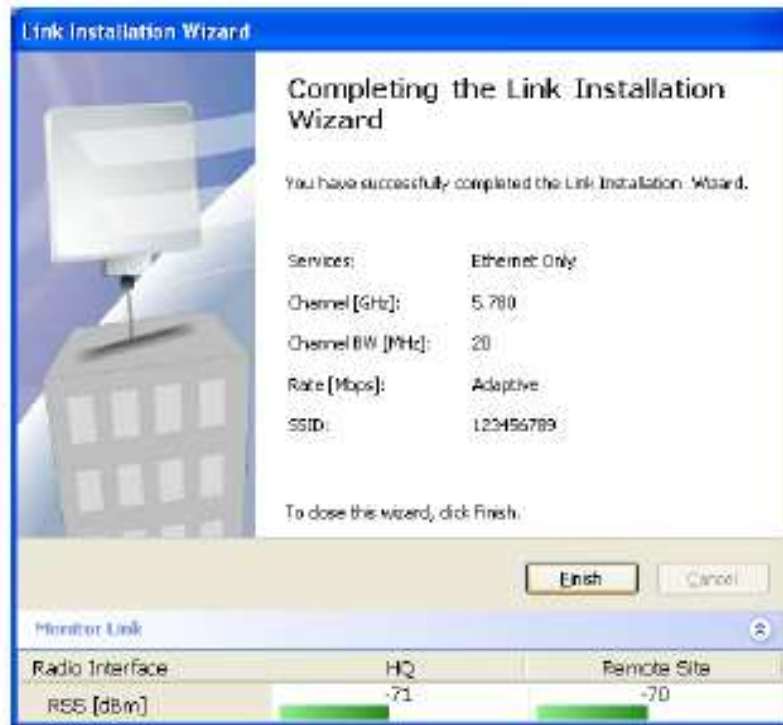 Link Installation Wizard
Completing the Link Installation
Wizard
You have successfully completed the Link Installation Wizard.
Services: Ethernet Only
Channel [GHz]: 5.780
Channel BW [MHz]: 20
Rate [Mbps]: Adaptive
SSID: 123456789
To close this wizard, click Finish.
Finish Cancel
Monitor Link
Radio Interface HQ Remote Site
RSS [dBm] -71 -70